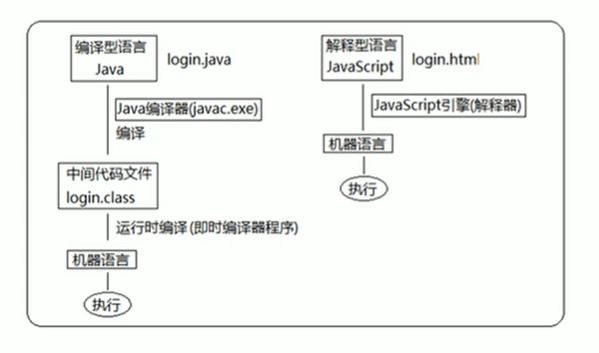 编译型语言
Java
login.java
Java编译器(javac.exe)
编译
中间代码文件
login.class
运行时编译(即时编译器程序)
机器语言
执行
解释型语言
JavaScript
login.html
JavaScript引擎(解释器)
机器语言
执行